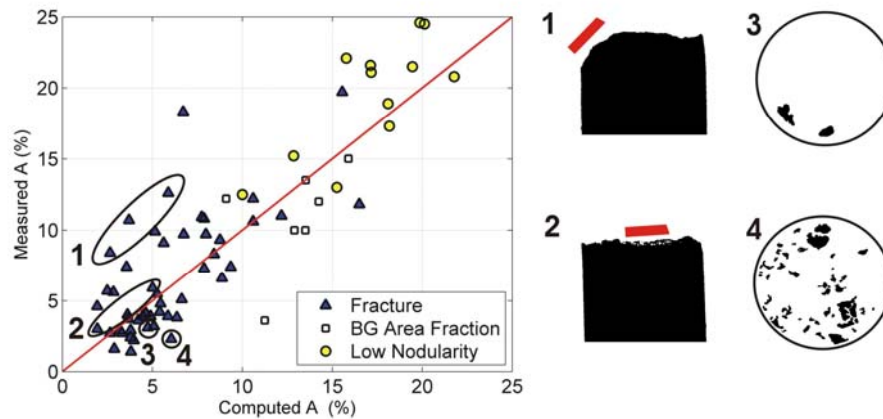 25
20
15
10
5
0
Measured A (%)
0 5 10 15 20 25
Computed A (%)
1
2
3 4
Fracture
BG Area Fraction
Low Nodularity
1
3
2
4